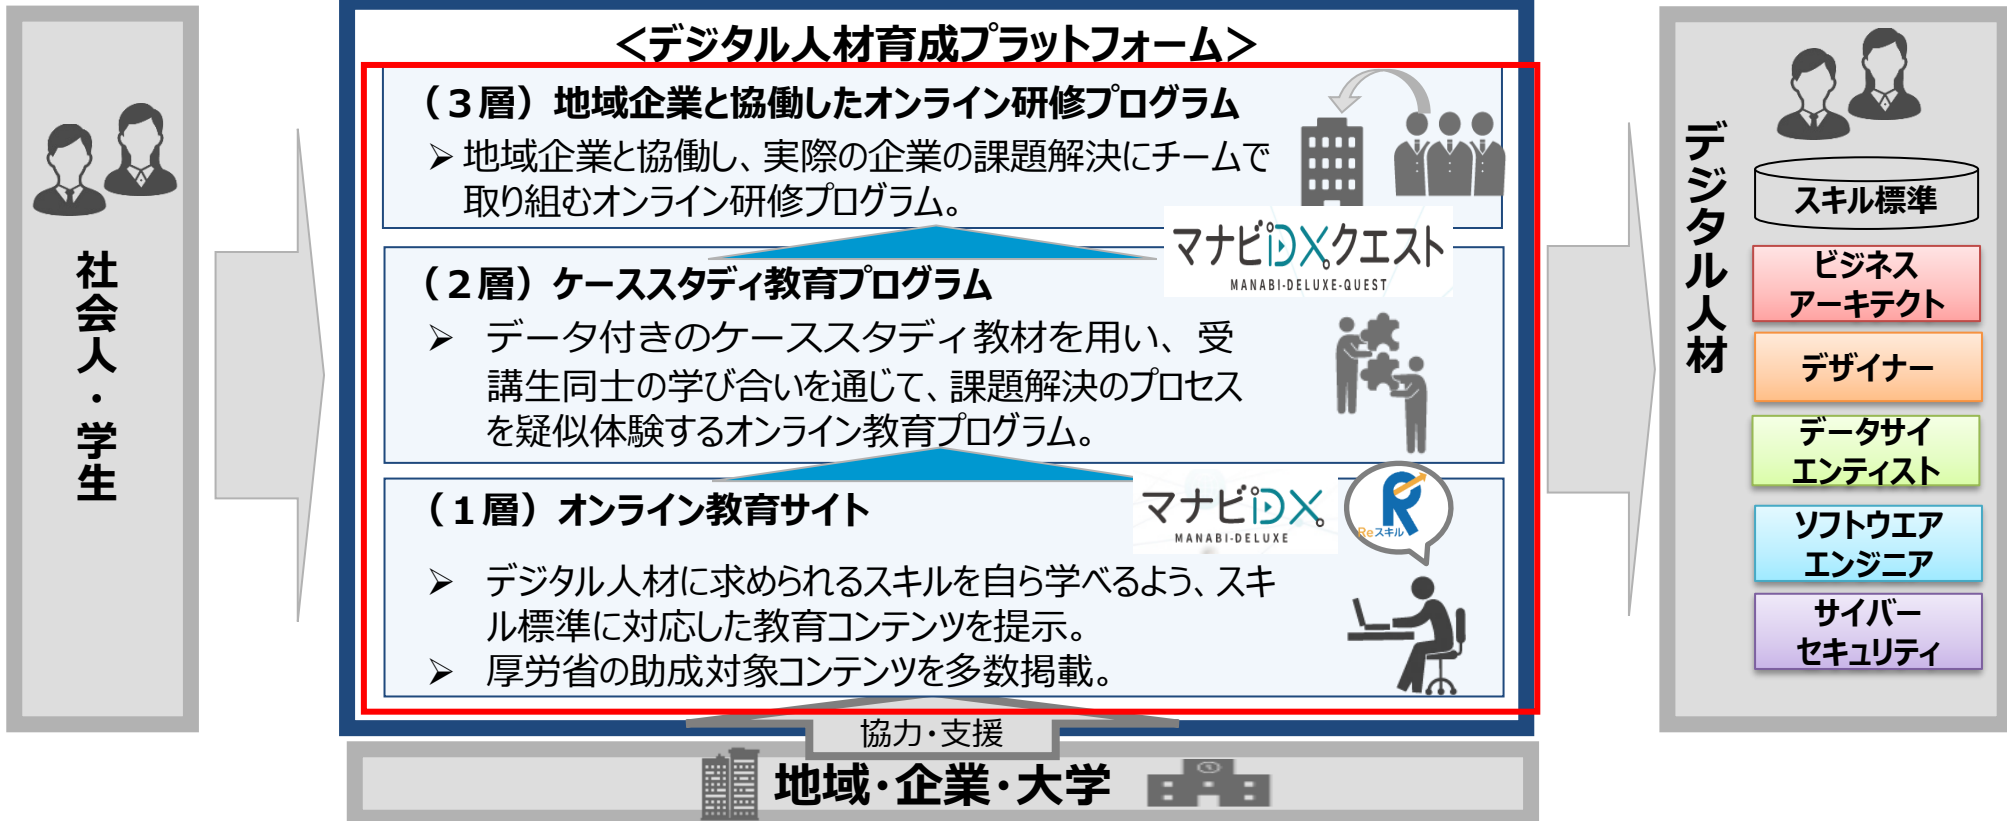 社会人・学生
<デジタル人材育成プラットフォーム>
(3層)地域企業と協働したオンライン研修プログラム
➢ 地域企業と協働し、実際の企業の課題解決にチームで
取り組むオンライン研修プログラム。
マナビDXクエスト
MANABI-DELUXE-QUEST
(2層)ケーススタディ教育プログラム
➢ データ付きのケーススタディ教材を用い、受
講生同士の学び合いを通じて、課題解決のプロセス
を疑似体験するオンライン教育プログラム。
マナビDX
MANABI-DELUXE
Reスキル
(1層)オンライン教育サイト
➢ デジタル人材に求められるスキルを自ら学べるよう、スキ
ル標準に対応した教育コンテンツを提示。
➢ 厚労省の助成対象コンテンツを多数掲載。
協力・支援
地域・企業・大学
デジタル人材
スキル標準
ビジネス
アーキテクト
デザイナー
データサイ
エンティスト
ソフトウエア
エンジニア
サイバー
セキュリティ